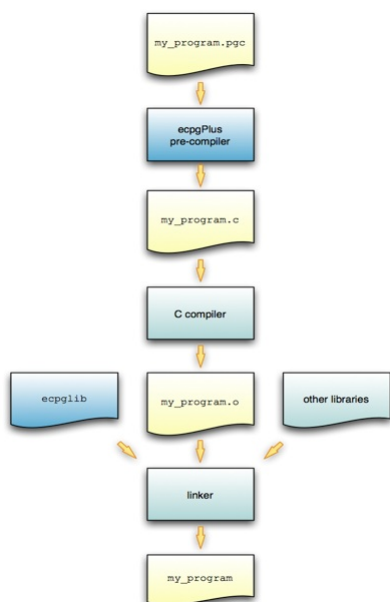 my_program.pgc
ecpgPlus
pre-compiler
my_program.c
C compiler
ecpglib
my_program.o
other libraries
linker
my_program